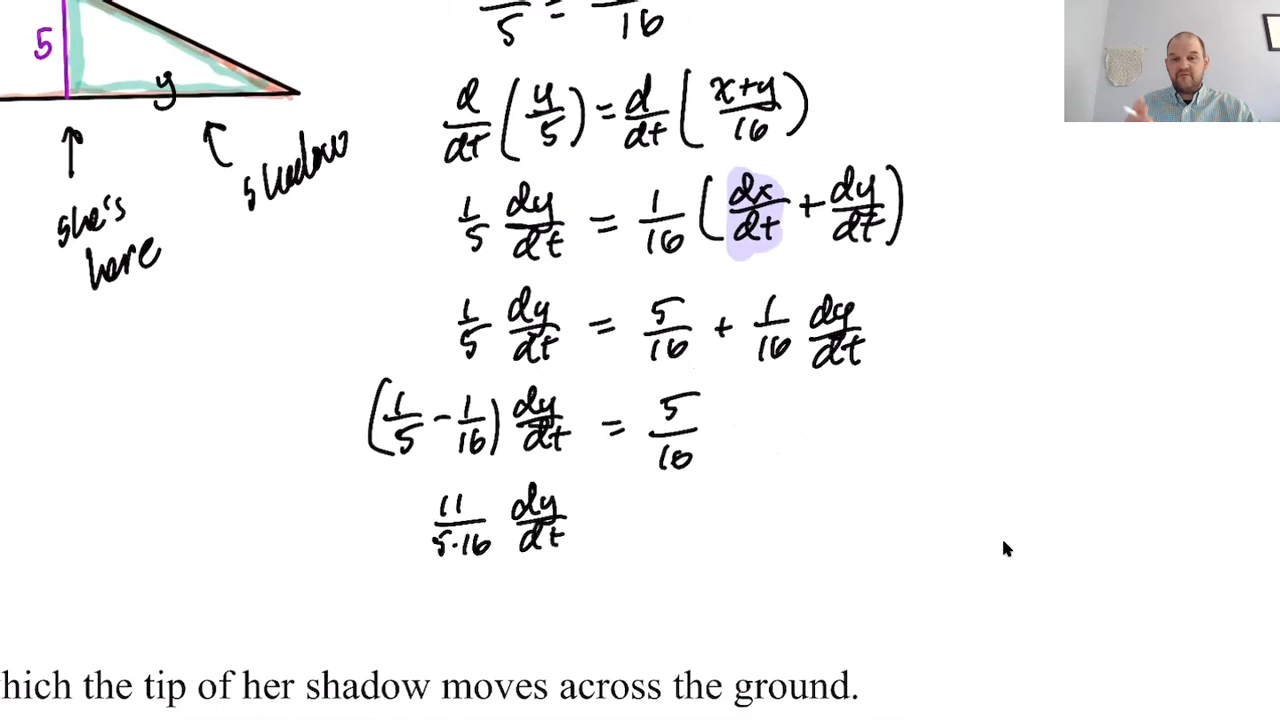 5
y
shadow
she's
here
/5 = /16
d/dt (y/5) = d/dt (x+y/16)
1/5 dy/dt = 1/16 (dx/dt + dy/dt)
1/5 dy/dt = 5/16 + 1/16 dy/dt
(1/5 - 1/16) dy/dt = 5/16
11/5·16 dy/dt
hich the tip of her shadow moves across the ground.